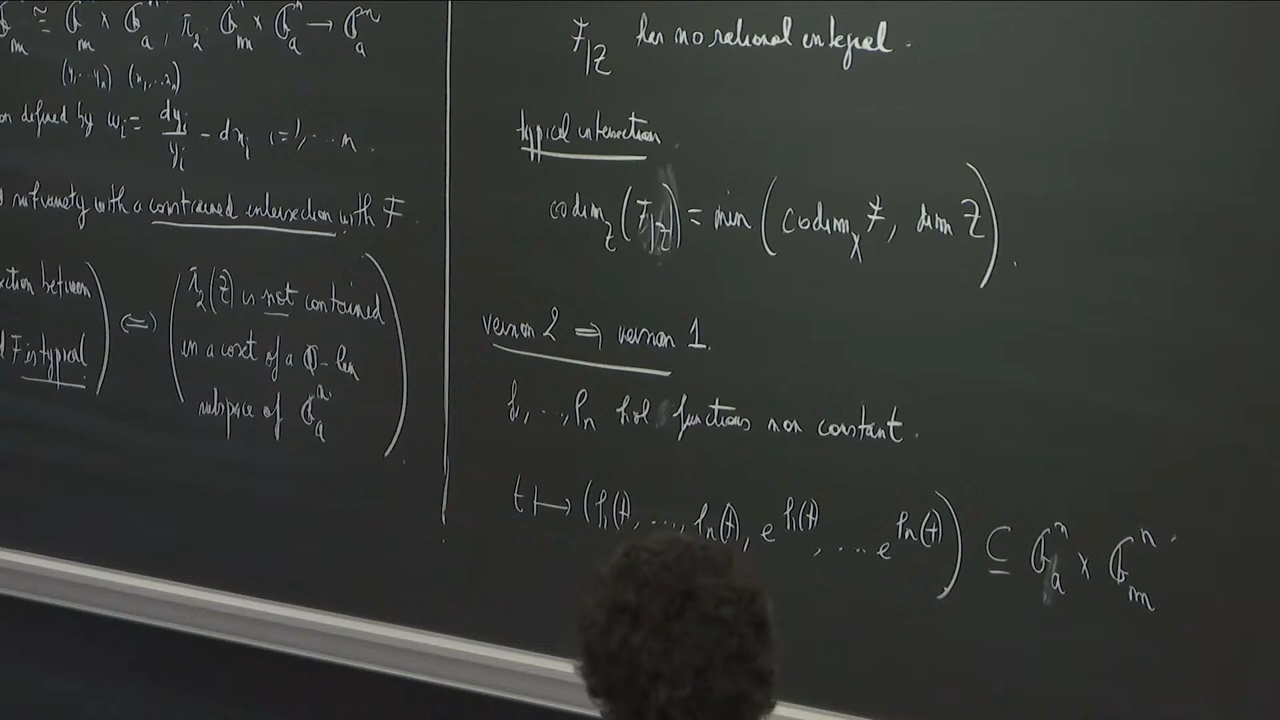 ≅ G_m × G_a^n, π_2 G_m^n × G_a^n → G_a^n
(y_1 ... y_n) (x_1, ... x_n)
on defined by ω_i = dy_i/y_i - dx_i i=1, ... n.
subvariety with a constrained intersection with F.
ction between
F is typical
⟺
π_2(Z) is not contained
in a coset of a Q-lin
subspace of G_a^n
F|Z has no rational integral.
typical intersection
codim_Z (F|Z) = min (codim_X F, dim Z).
version 2 ⟹ version 1.
f_1, ..., f_n hol functions non constant.
t ↦ (f_1(t), ..., f_n(t), e^{f_1(t)}, ... e^{f_n(t)}) ⊆ G_a^n × G_m^n.